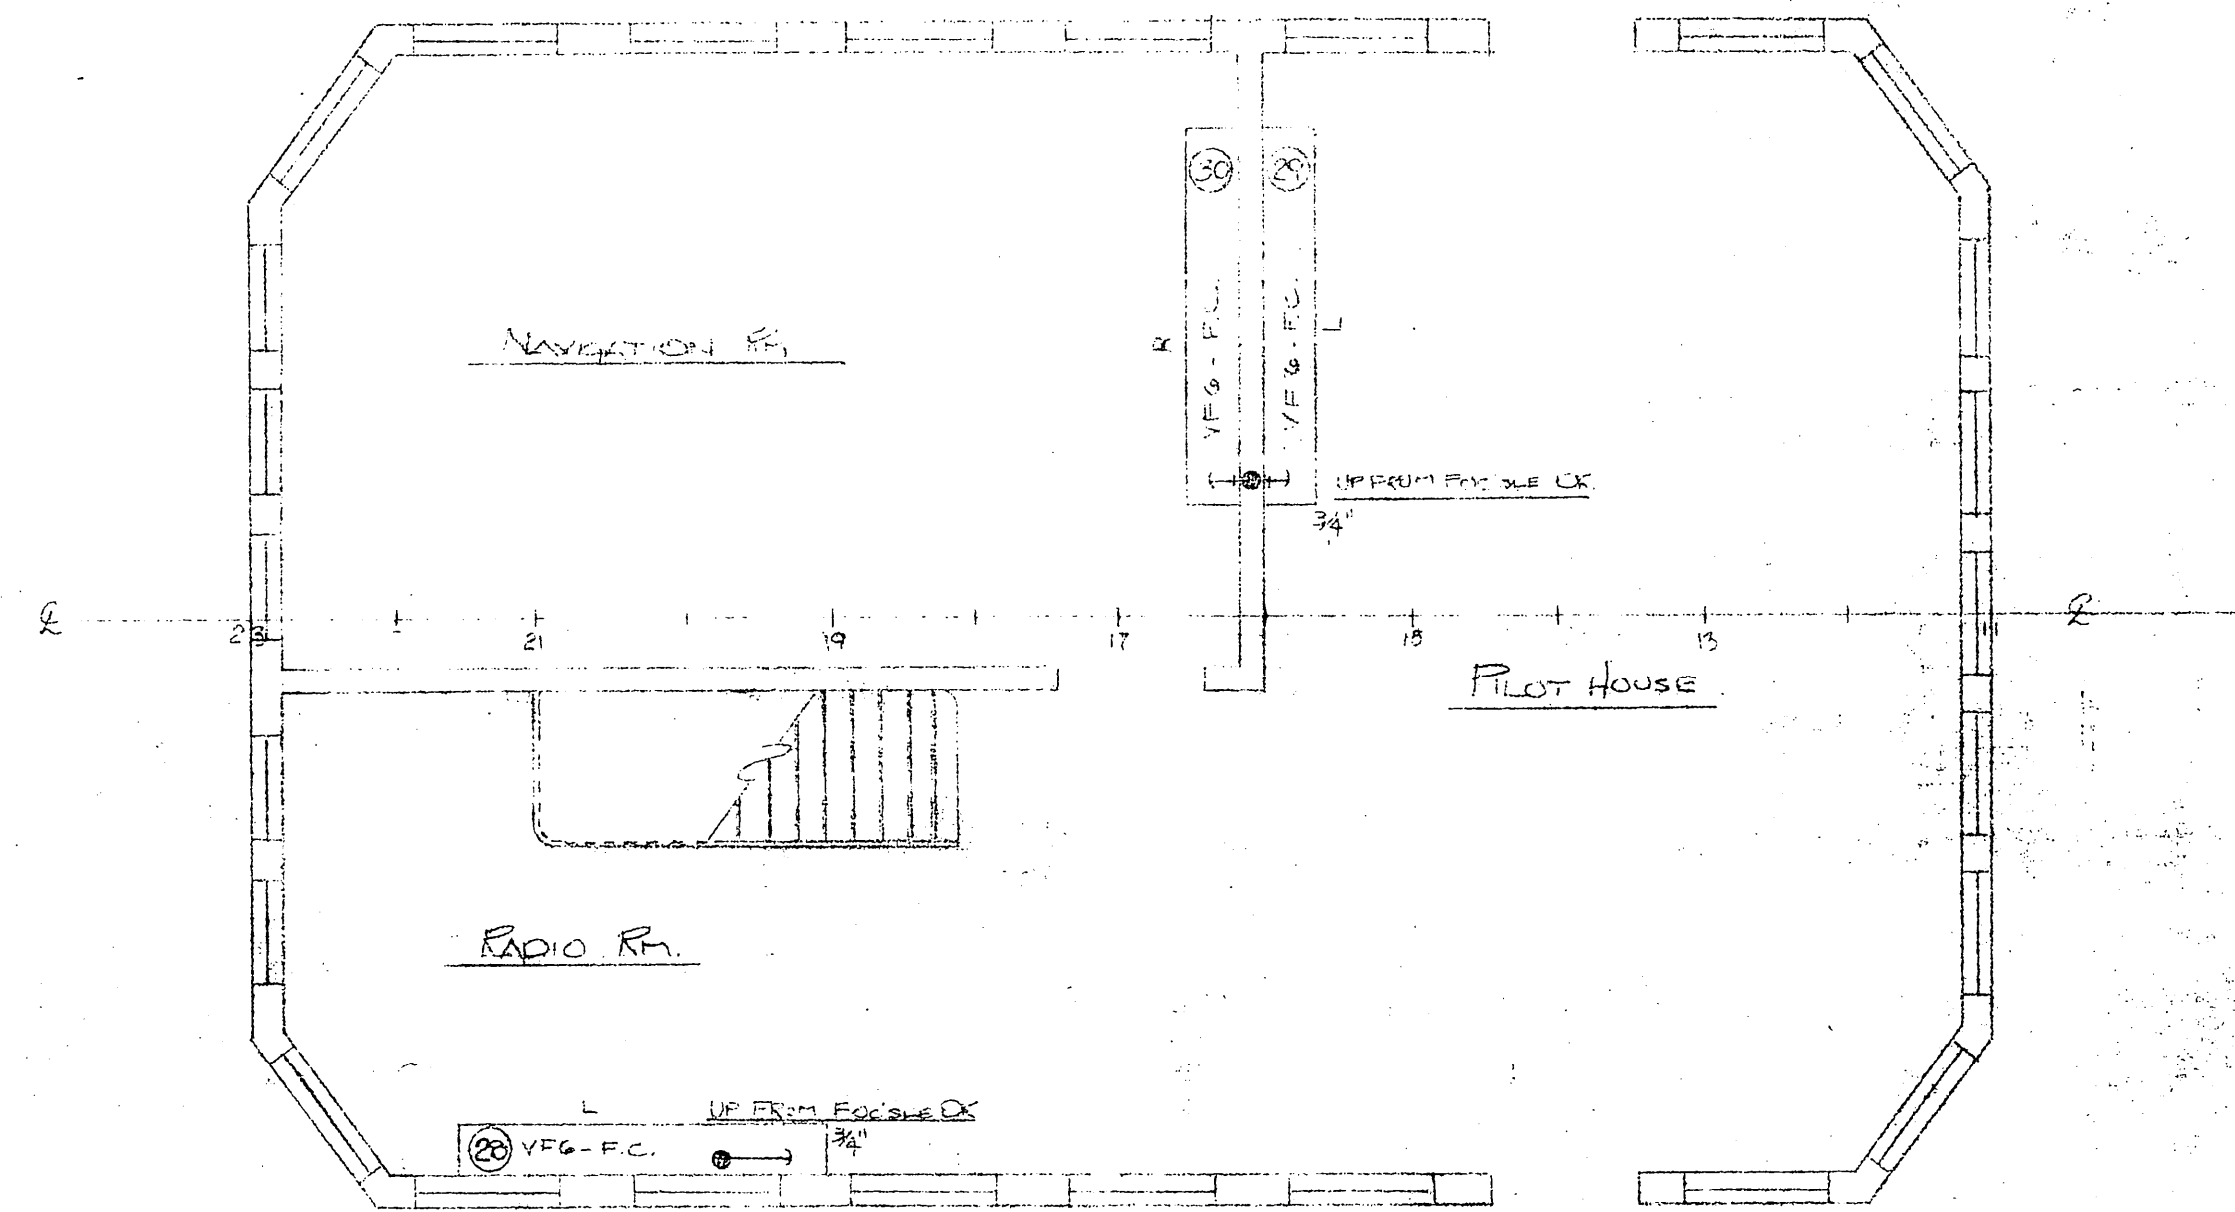 30
29
VF6 - F.C.
VF6 - F.C.
R
L
NAVIGATION RM
UP FROM FOC'SLE DK.
3/4"
℄
23
21
19
17
15
13
11
℄
PILOT HOUSE
RADIO RM.
L
UP FROM FOC'SLE DK
28 VF6-F.C.
3/4"